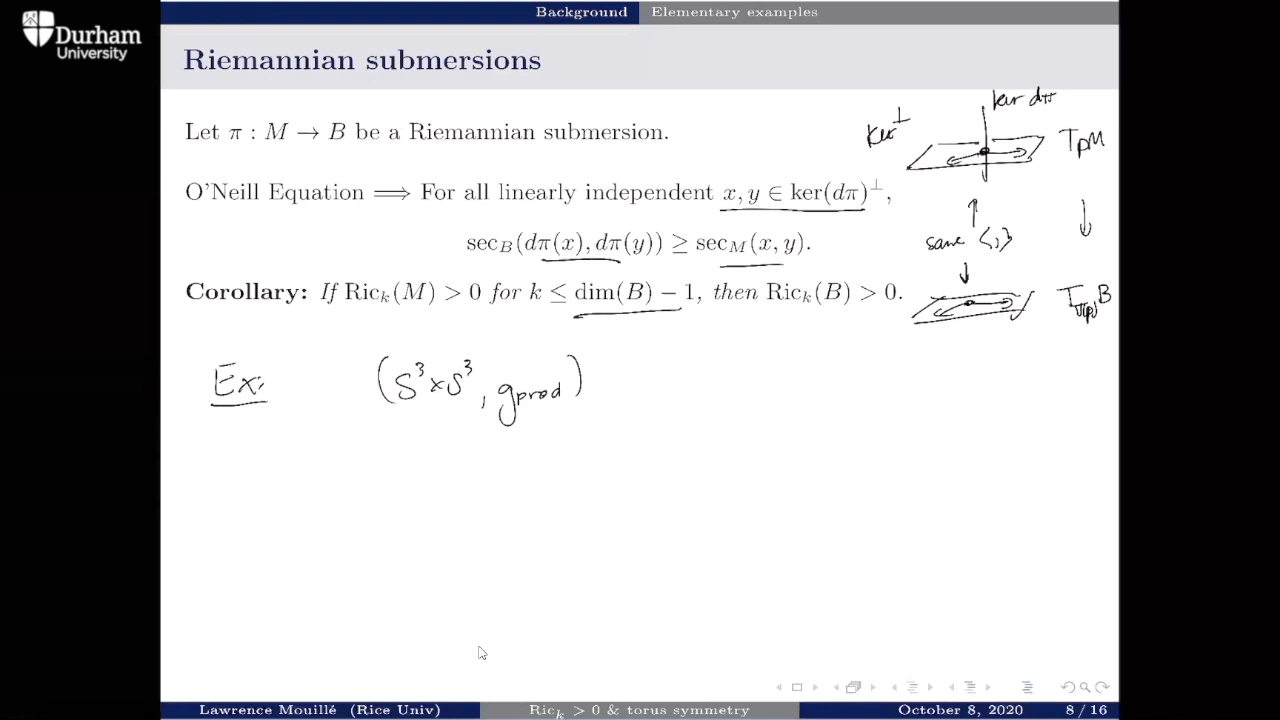 Durham
University
Background
Elementary examples
Riemannian submersions
Let π : M → B be a Riemannian submersion.
O'Neill Equation ⟹ For all linearly independent x, y ∈ ker(dπ)⊥,
sec_B(dπ(x), dπ(y)) ≥ sec_M(x, y).
Corollary: If Ric_k(M) > 0 for k ≤ dim(B) − 1, then Ric_k(B) > 0.
ker dπ
ker⊥
T_pM
same <,>
T_π(p)B
Ex:
(S³×S³, g_prod)
Lawrence Mouillé (Rice Univ)
Ric_k > 0 & torus symmetry
October 8, 2020
8 / 16